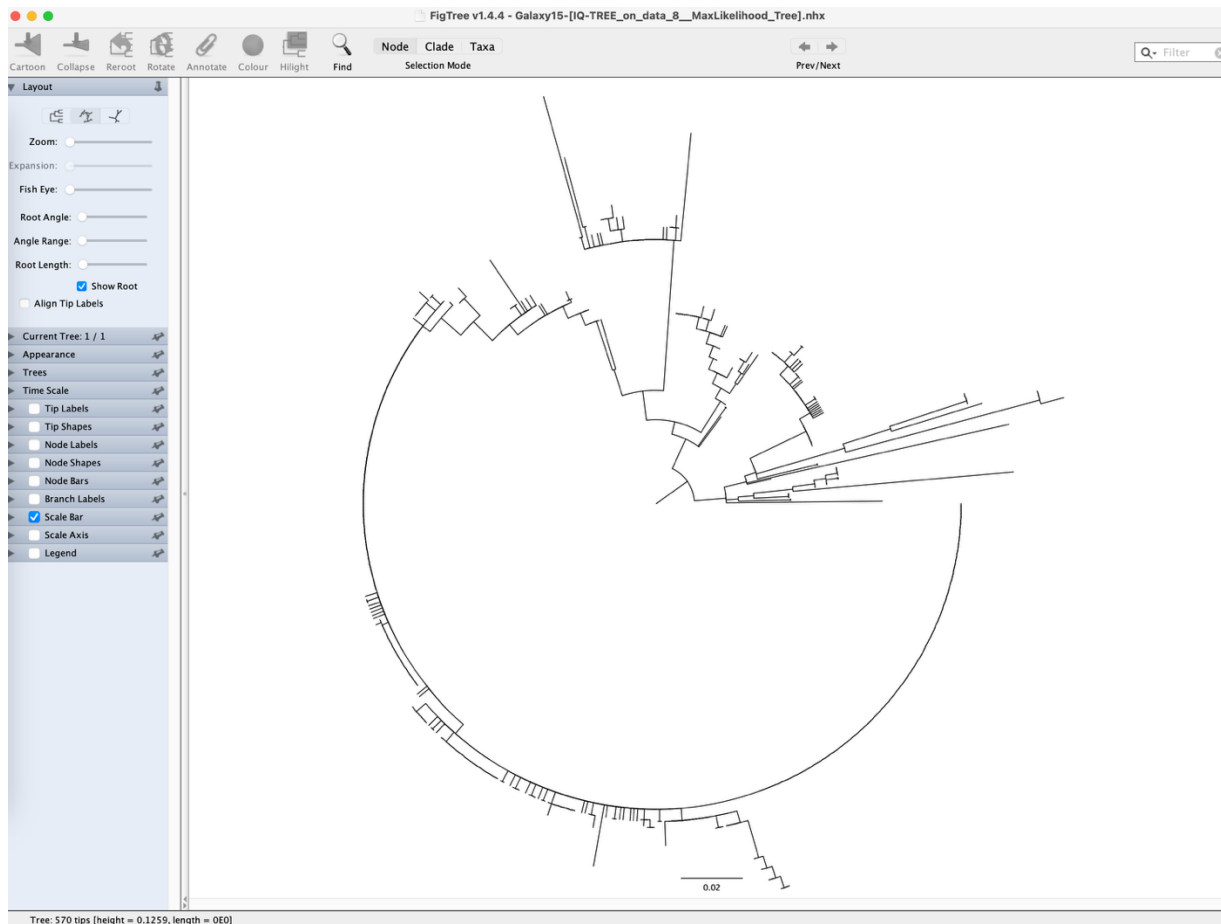 FigTree v1.4.4 - Galaxy15-[IQ-TREE_on_data_8__MaxLikelihood_Tree].nhx
Cartoon Collapse Reroot Rotate Annotate Colour Hilight Find
Node Clade Taxa
Selection Mode
Prev/Next
Filter
Layout
Zoom:
Expansion:
Fish Eye:
Root Angle:
Angle Range:
Root Length:
Show Root
Align Tip Labels
Current Tree: 1 / 1
Appearance
Trees
Time Scale
Tip Labels
Tip Shapes
Node Labels
Node Shapes
Node Bars
Branch Labels
Scale Bar
Scale Axis
Legend
0.02
Tree: 570 tips [height = 0.1259, length = 0E0]